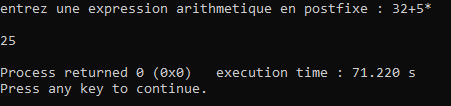 entrez une expression arithmetique en postfixe : 32+5*
25
Process returned 0 (0x0)   execution time : 71.220 s
Press any key to continue.